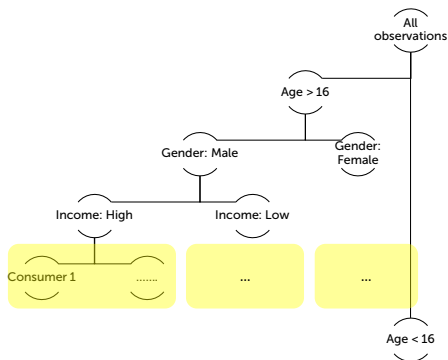 All
observations
Age > 16
Gender: Male
Gender:
Female
Income: High
Income: Low
Consumer 1
.......
...
...
Age < 16